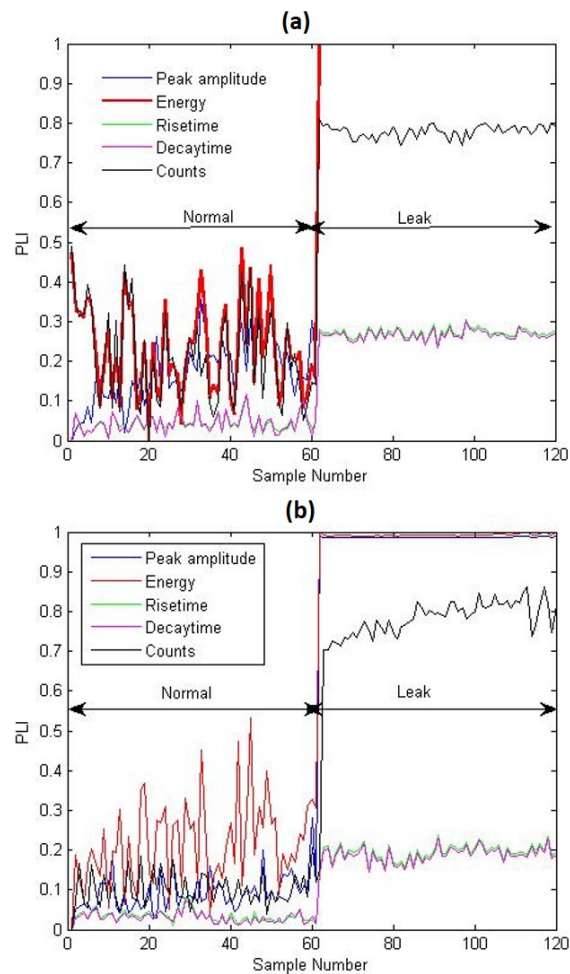 (a)
1
0.9
0.8
0.7
0.6
0.5
0.4
0.3
0.2
0.1
0
PLI
Peak amplitude
Energy
Risetime
Decaytime
Counts
Normal
Leak
0 20 40 60 80 100 120
Sample Number
(b)
1
0.9
0.8
0.7
0.6
0.5
0.4
0.3
0.2
0.1
0
PLI
Peak amplitude
Energy
Risetime
Decaytime
Counts
Normal
Leak
0 20 40 60 80 100 120
Sample Number